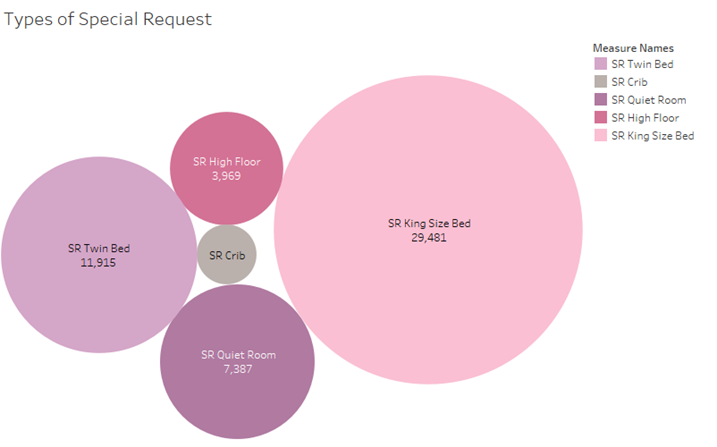 Types of Special Request
Measure Names
SR Twin Bed
SR Crib
SR Quiet Room
SR High Floor
SR King Size Bed
SR High Floor
3,969
SR King Size Bed
29,481
SR Twin Bed
11,915
SR Crib
SR Quiet Room
7,387